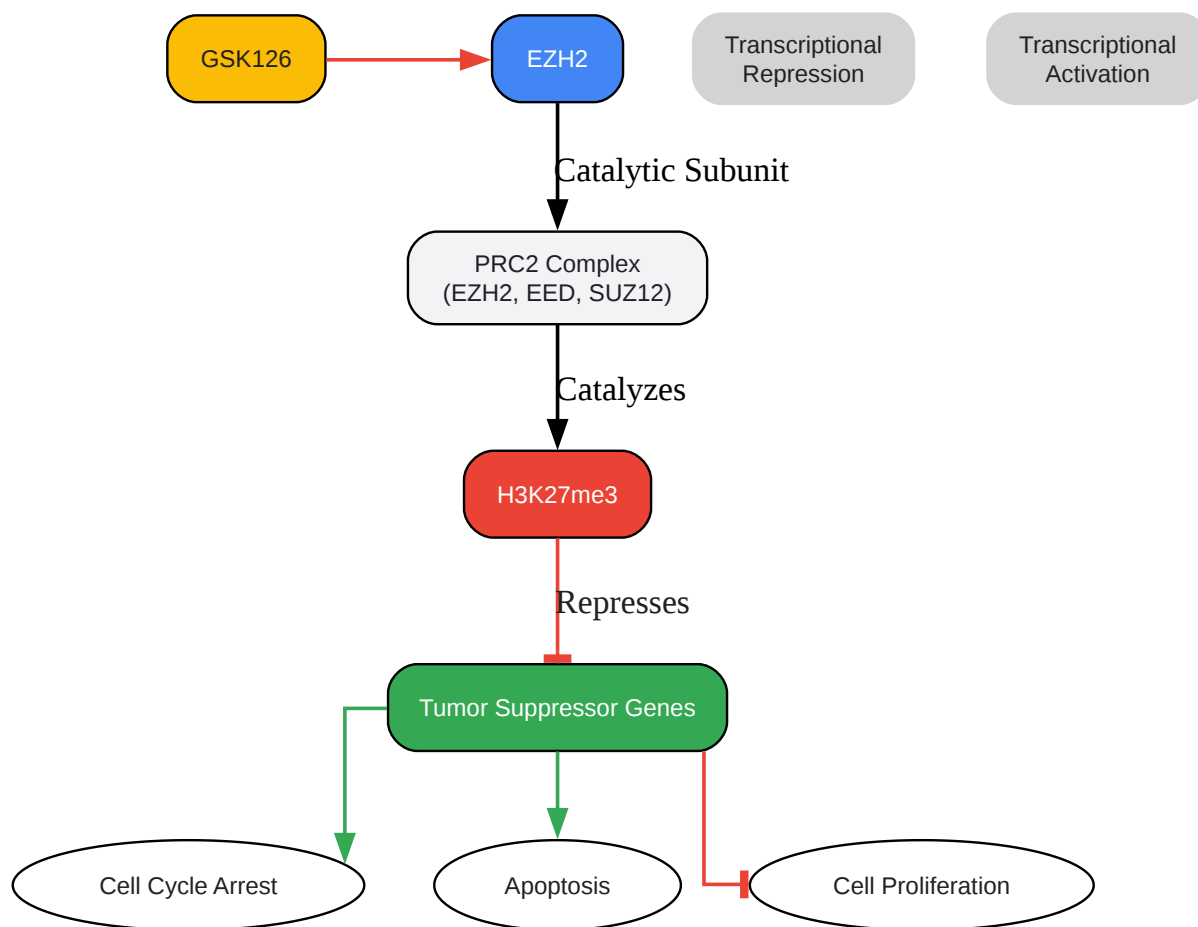 GSK126
EZH2
Transcriptional
Repression
Transcriptional
Activation
Catalytic Subunit
PRC2 Complex
(EZH2, EED, SUZ12)
Catalyzes
H3K27me3
Represses
Tumor Suppressor Genes
Cell Cycle Arrest
Apoptosis
Cell Proliferation